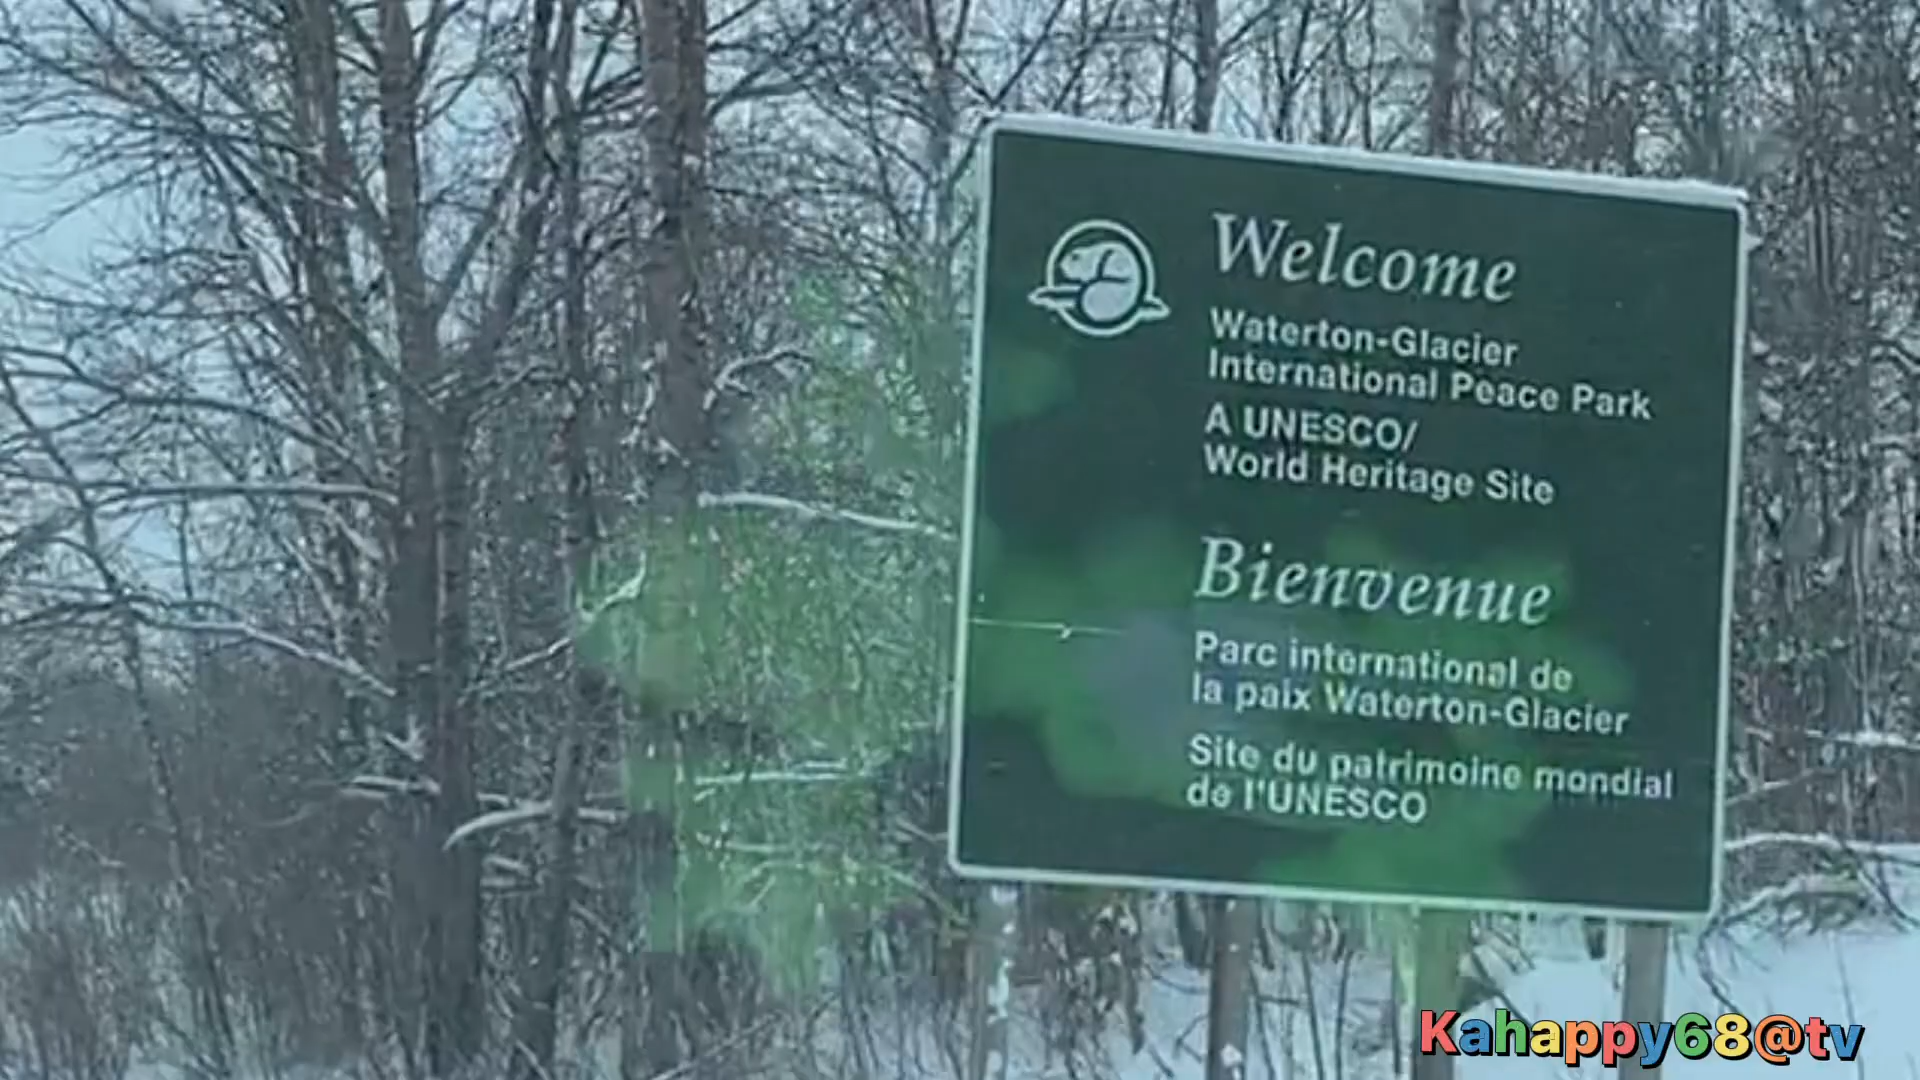 Welcome
Waterton-Glacier
International Peace Park
A UNESCO/
World Heritage Site
Bienvenue
Parc international de
la paix Waterton-Glacier
Site du patrimoine mondial
de l'UNESCO
Kahappy68@tv